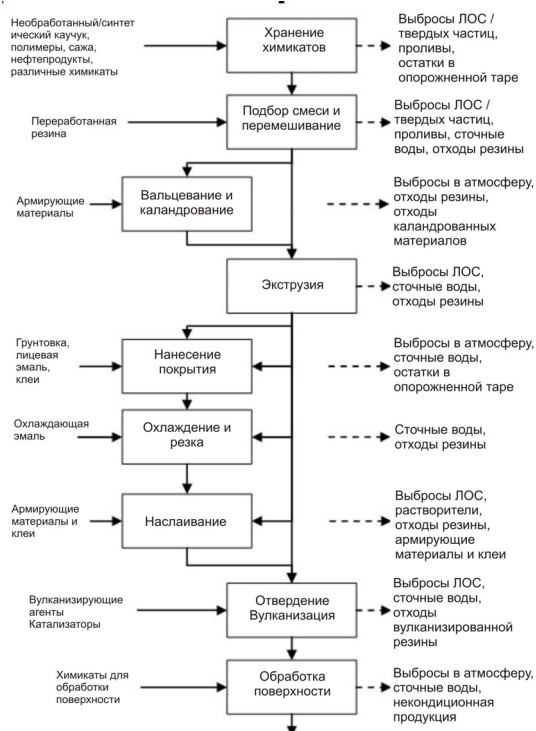 Необработанный/синтет
ический каучук,
полимеры, сажа,
нефтепродукты,
различные химикаты
Хранение
химикатов
Выбросы ЛОС /
твердых частиц,
проливы,
остатки в
опорожненной таре
Переработанная
резина
Подбор смеси и
перемешивание
Выбросы ЛОС /
твердых частиц,
проливы, сточные
воды, отходы резины
Армирующие
материалы
Вальцевание и
каландрование
Выбросы в атмосферу,
отходы резины,
отходы
каландрованных
материалов
Экструзия
Выбросы ЛОС,
сточные воды,
отходы резины
Грунтовка,
лицевая
эмаль,
клеи
Нанесение
покрытия
Выбросы в атмосферу,
сточные воды,
остатки в
опорожненной таре
Охлаждающая
эмаль
Охлаждение и
резка
Сточные воды,
отходы резины
Армирующие
материалы и
клеи
Наслаивание
Выбросы ЛОС,
растворители,
отходы резины,
армирующие
материалы и клеи
Вулканизирующие
агенты
Катализаторы
Отвердение
Вулканизация
Выбросы ЛОС,
сточные воды,
отходы
вулканизированной
резины
Химикаты для
обработки
поверхности
Обработка
поверхности
Выбросы в атмосферу,
сточные воды,
некондиционная
продукция